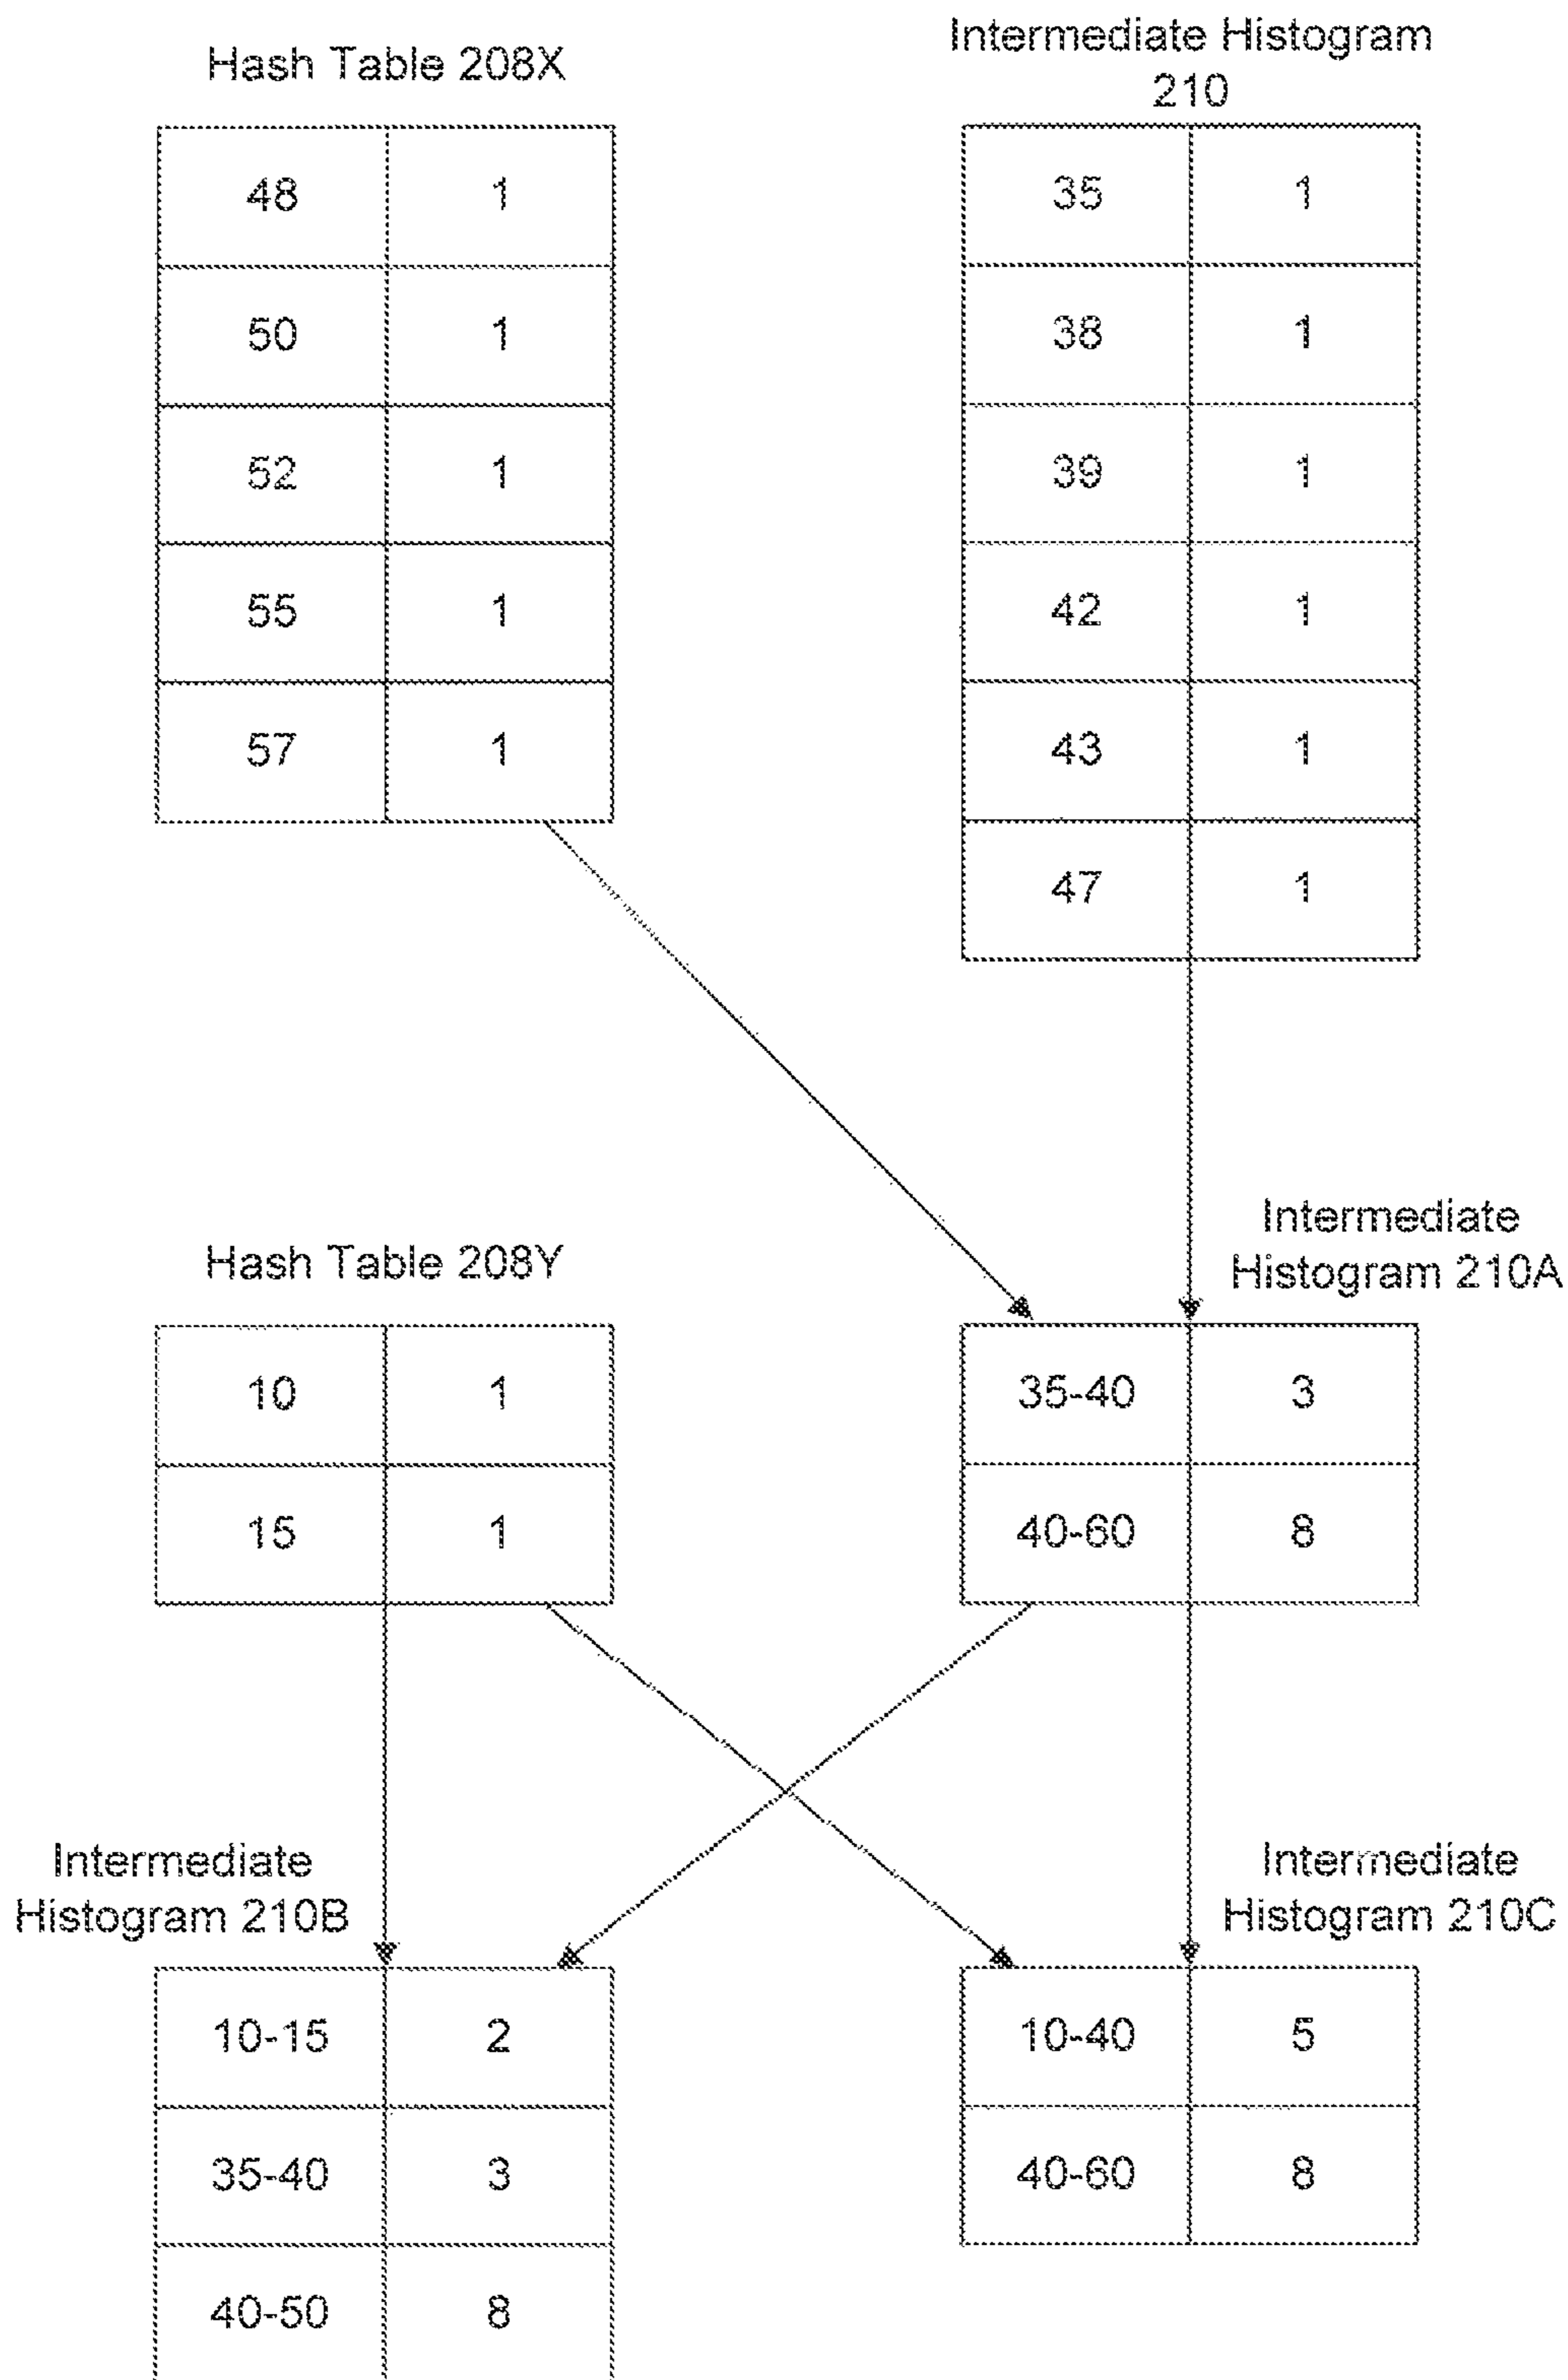 Hash Table 208X
48 1
50 1
52 1
55 1
57 1
Intermediate Histogram
210
35 1
38 1
39 1
42 1
43 1
47 1
Hash Table 208Y
10 1
15 1
Intermediate
Histogram 210A
35-40 3
40-60 8
Intermediate
Histogram 210B
10-15 2
35-40 3
40-50 8
Intermediate
Histogram 210C
10-40 5
40-60 8